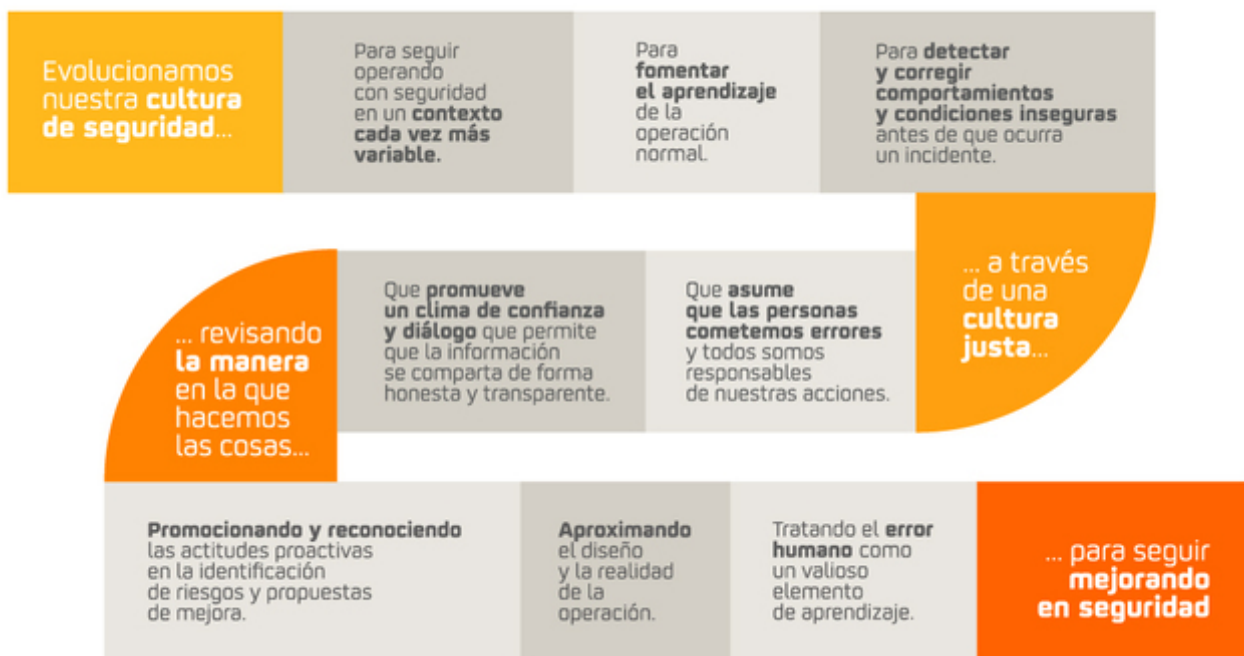 Evolucionamos
nuestra cultura
de seguridad...
Para seguir
operando
con seguridad
en un contexto
cada vez más
variable.
Para
fomentar
el aprendizaje
de la
operación
normal.
Para detectar
y corregir
comportamientos
y condiciones inseguras
antes de que ocurra
un incidente.
... a través
de una
cultura
justa...
Que asume
que las personas
cometemos errores
y todos somos
responsables
de nuestras acciones.
Que promueve
un clima de confianza
y diálogo que permite
que la información
se comparta de forma
honesta y transparente.
... revisando
la manera
en la que
hacemos
las cosas...
Promocionando y reconociendo
las actitudes proactivas
en la identificación
de riesgos y propuestas
de mejora.
Aproximando
el diseño
y la realidad
de la
operación.
Tratando el error
humano como
un valioso
elemento
de aprendizaje.
... para seguir
mejorando
en seguridad